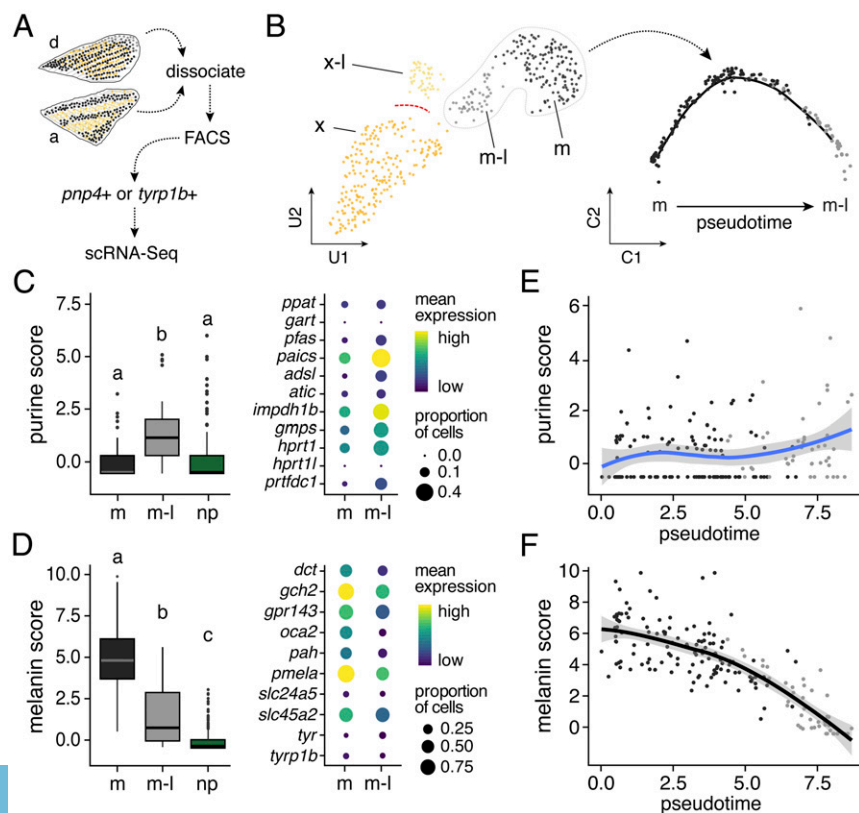 A
d
a
dissociate
FACS
pnp4+ or tyrp1b+
scRNA-Seq
B
x-l
x
m-l
m
U2
U1
C2
C1
m
pseudotime
m-l
C
purine score
7.5
5.0
2.5
0.0
a
b
a
m
m-l
np
ppat
gart
pfas
paics
adsl
atic
impdh1b
gmps
hprt1
hprt1l
prtfdc1
m
m-l
mean
expression
high
low
proportion
of cells
0.0
0.1
0.4
E
purine score
6
4
2
0
0.0
2.5
5.0
7.5
pseudotime
D
melanin score
10.0
7.5
5.0
2.5
0.0
a
b
c
m
m-l
np
dct
gch2
gpr143
oca2
pah
pmela
slc24a5
slc45a2
tyr
tyrp1b
m
m-l
mean
expression
high
low
proportion
of cells
0.25
0.50
0.75
F
melanin score
10
8
6
4
2
0
0.0
2.5
5.0
7.5
pseudotime